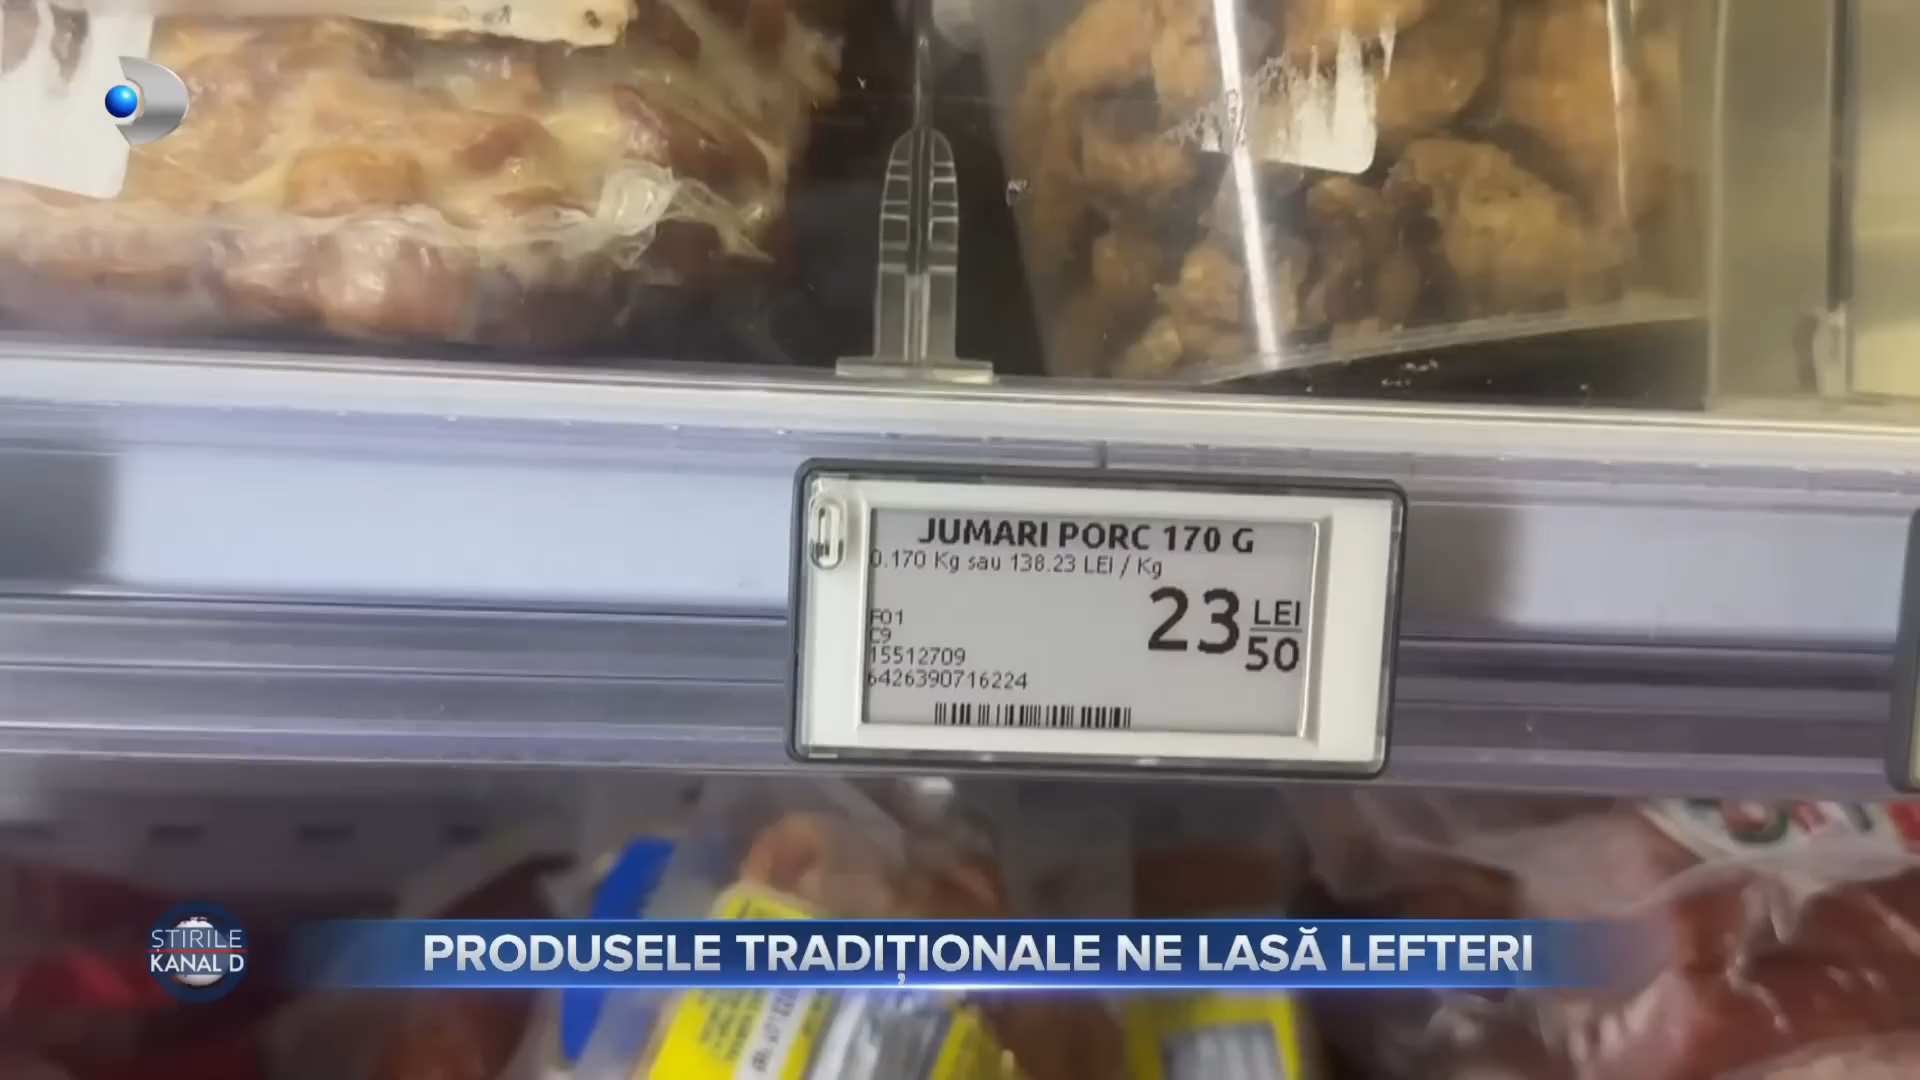 JUMARI PORC 170 G
0.170 Kg sau 138.23 LEI / Kg
23 LEI
50
F01
C9
15512709
6426390716224
ȘTIRILE
KANAL D
PRODUSELE TRADIȚIONALE NE LASĂ LEFTERI